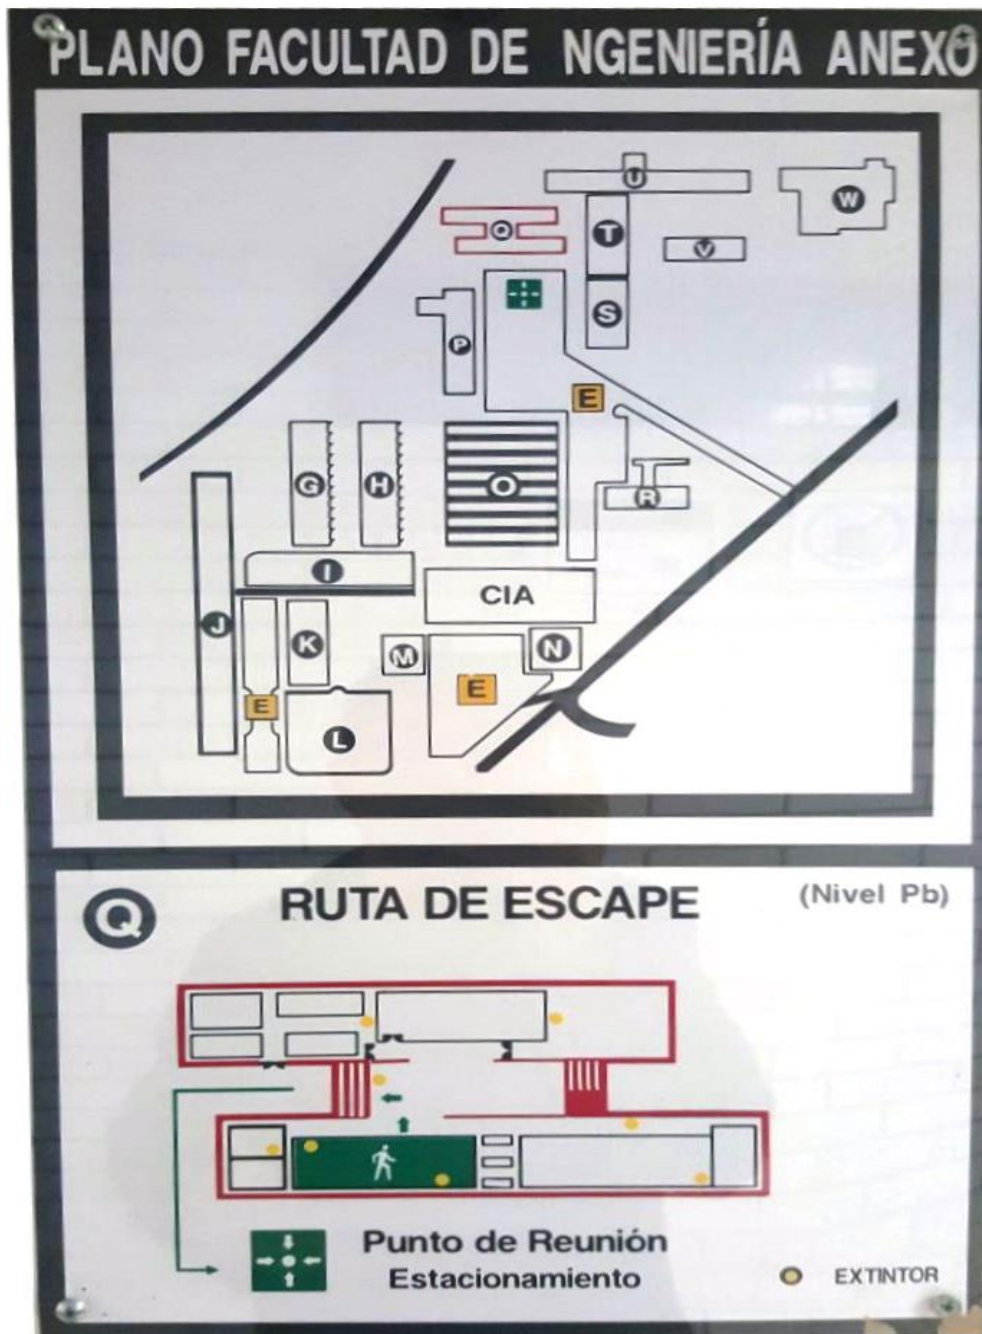 PLANO FACULTAD DE NGENIERÍA ANEXO
U
W
Q
T
V
S
P
E
G
H
O
R
I
CIA
J
K
M
N
E
E
L
Q
RUTA DE ESCAPE
(Nivel Pb)
Punto de Reunión
Estacionamiento
EXTINTOR